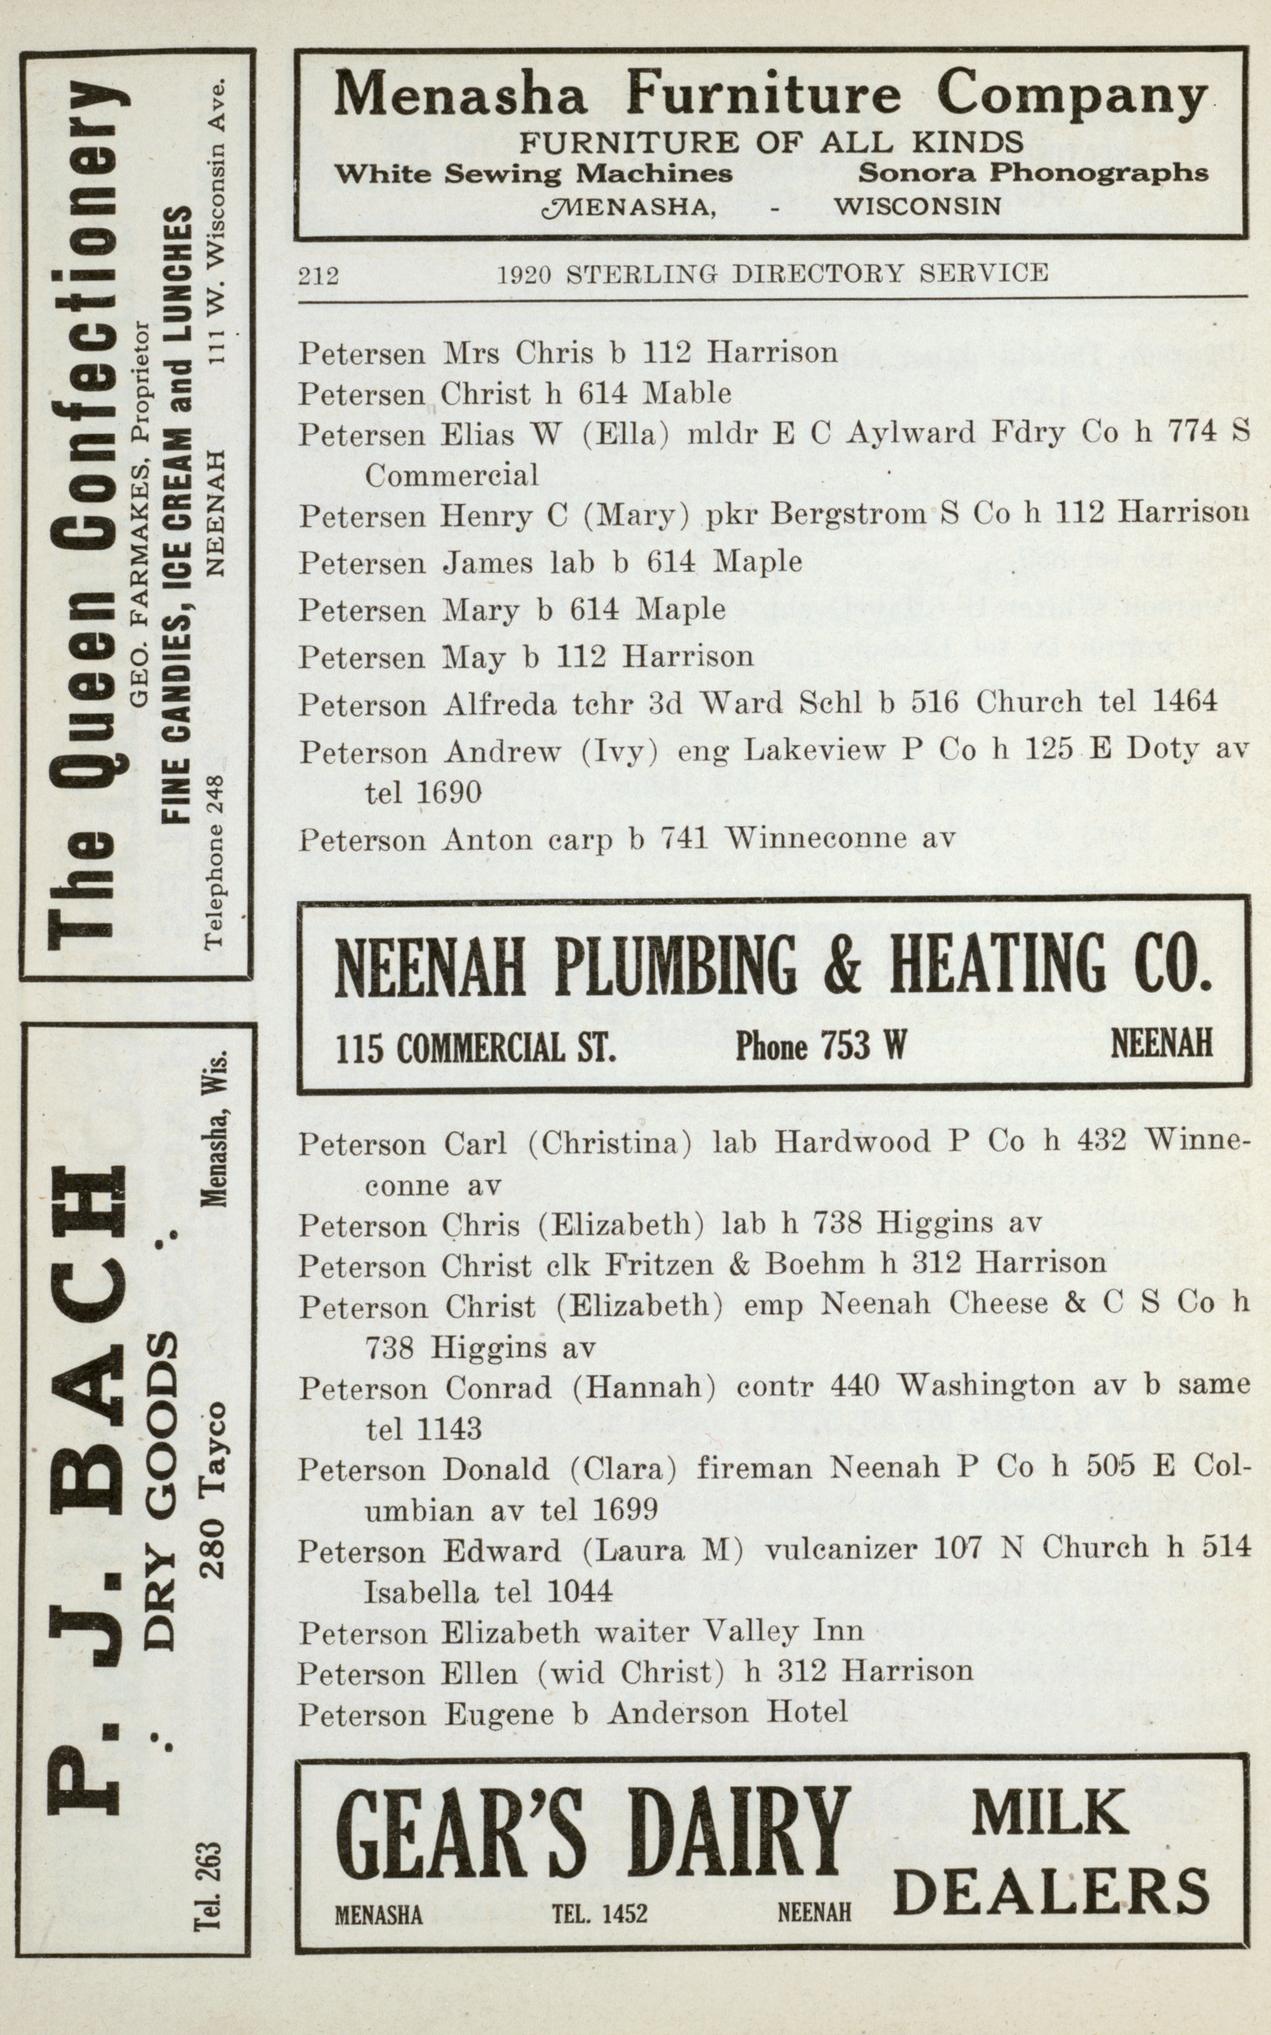 The Queen Confectionery
GEO. FARMAKES, Proprietor
FINE CANDIES, ICE CREAM and LUNCHES
Telephone 248 NEENAH 111 W. Wisconsin Ave.
P. J. BACH
∴ DRY GOODS ∴
Tel. 263 280 Tayco Menasha, Wis.
Menasha Furniture Company
FURNITURE OF ALL KINDS
White Sewing Machines Sonora Phonographs
MENASHA, - WISCONSIN
212 1920 STERLING DIRECTORY SERVICE
Petersen Mrs Chris b 112 Harrison
Petersen Christ h 614 Mable
Petersen Elias W (Ella) mldr E C Aylward Fdry Co h 774 S
Commercial
Petersen Henry C (Mary) pkr Bergstrom S Co h 112 Harrison
Petersen James lab b 614 Maple
Petersen Mary b 614 Maple
Petersen May b 112 Harrison
Peterson Alfreda tchr 3d Ward Schl b 516 Church tel 1464
Peterson Andrew (Ivy) eng Lakeview P Co h 125 E Doty av
tel 1690
Peterson Anton carp b 741 Winneconne av
NEENAH PLUMBING & HEATING CO.
115 COMMERCIAL ST. Phone 753 W NEENAH
Peterson Carl (Christina) lab Hardwood P Co h 432 Winne-
conne av
Peterson Chris (Elizabeth) lab h 738 Higgins av
Peterson Christ clk Fritzen & Boehm h 312 Harrison
Peterson Christ (Elizabeth) emp Neenah Cheese & C S Co h
738 Higgins av
Peterson Conrad (Hannah) contr 440 Washington av b same
tel 1143
Peterson Donald (Clara) fireman Neenah P Co h 505 E Col-
umbian av tel 1699
Peterson Edward (Laura M) vulcanizer 107 N Church h 514
Isabella tel 1044
Peterson Elizabeth waiter Valley Inn
Peterson Ellen (wid Christ) h 312 Harrison
Peterson Eugene b Anderson Hotel
GEAR'S DAIRY MILK
DEALERS
MENASHA TEL. 1452 NEENAH